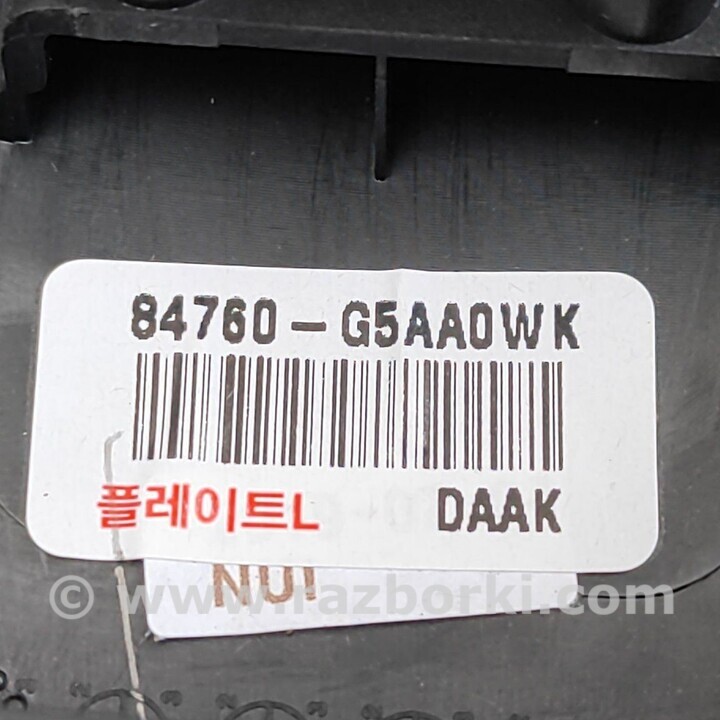 84760-G5AA0WK
플레이트L DAAK
NUI
© www.razborki.com